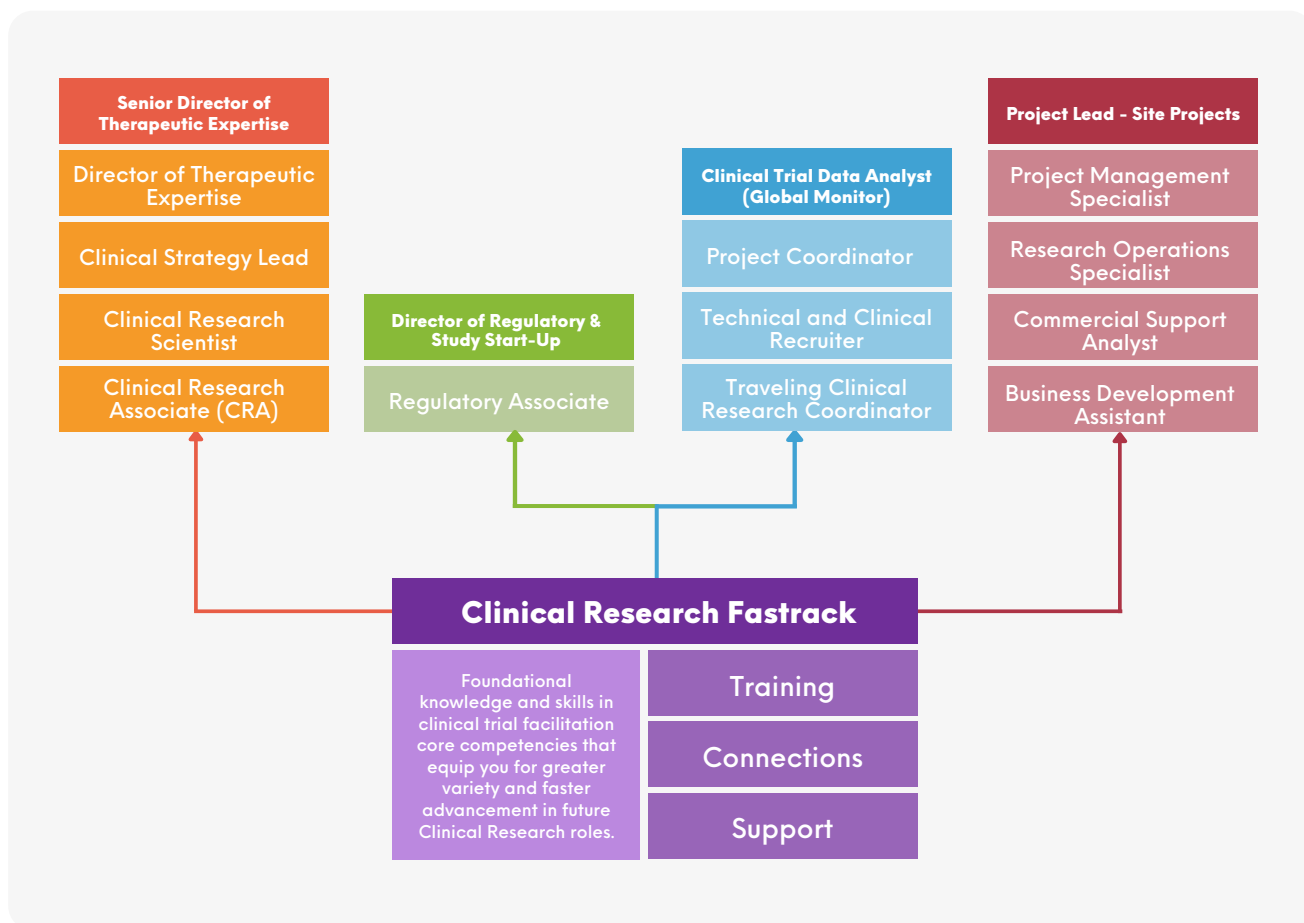 Senior Director of
Therapeutic Expertise
Director of Therapeutic
Expertise
Clinical Strategy Lead
Clinical Research
Scientist
Clinical Research
Associate (CRA)
Director of Regulatory &
Study Start-Up
Regulatory Associate
Clinical Trial Data Analyst
(Global Monitor)
Project Coordinator
Technical and Clinical
Recruiter
Traveling Clinical
Research Coordinator
Project Lead - Site Projects
Project Management
Specialist
Research Operations
Specialist
Commercial Support
Analyst
Business Development
Assistant
Clinical Research Fastrack
Foundational
knowledge and skills in
clinical trial facilitation
core competencies that
equip you for greater
variety and faster
advancement in future
Clinical Research roles.
Training
Connections
Support